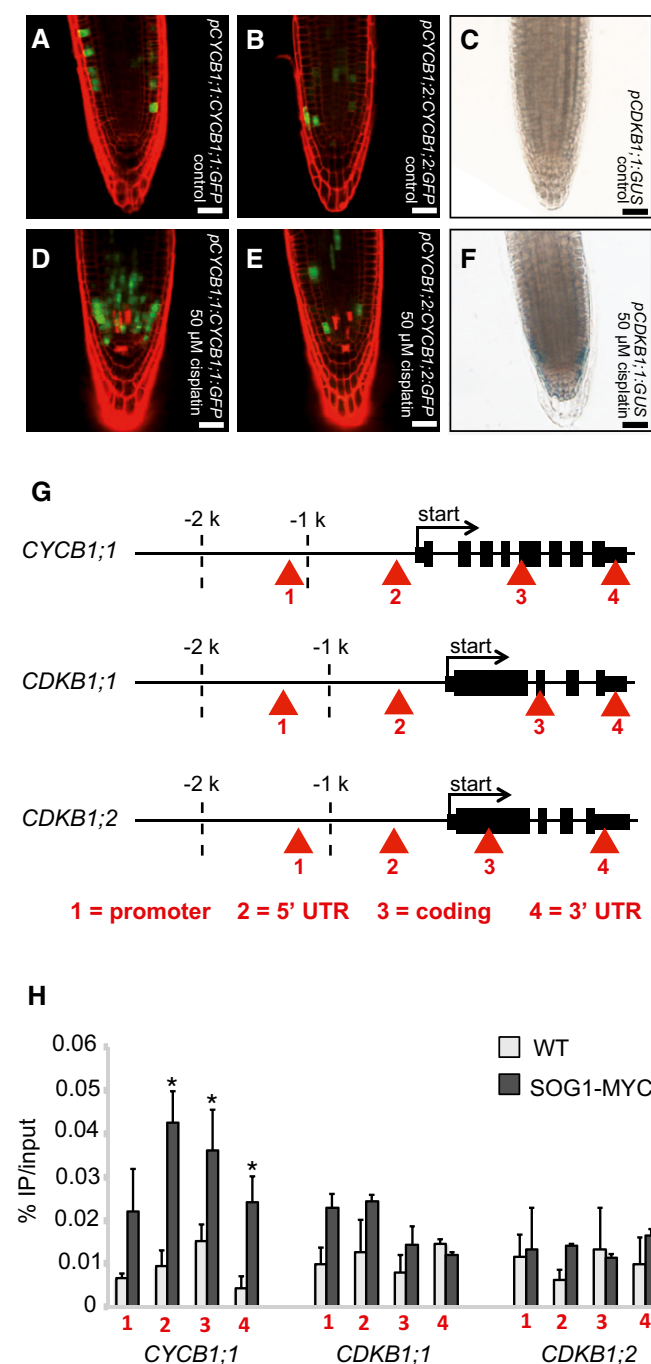 A
pCYCB1;1:CYCB1;1:GFP
control
B
pCYCB1;2:CYCB1;2:GFP
control
C
pCDKB1;1:GUS
control
D
pCYCB1;1:CYCB1;1:GFP
50 µM cisplatin
E
pCYCB1;2:CYCB1;2:GFP
50 µM cisplatin
F
pCDKB1;1:GUS
50 µM cisplatin
G
-2 k
-1 k
start
CYCB1;1
1
2
3
4
-2 k
-1 k
start
CDKB1;1
1
2
3
4
-2 k
-1 k
start
CDKB1;2
1
2
3
4
1 = promoter 2 = 5' UTR 3 = coding 4 = 3' UTR
H
% IP/input
0.06
0.05
0.04
0.03
0.02
0.01
0
* * *
WT
SOG1-MYC
1 2 3 4 1 2 3 4 1 2 3 4
CYCB1;1 CDKB1;1 CDKB1;2